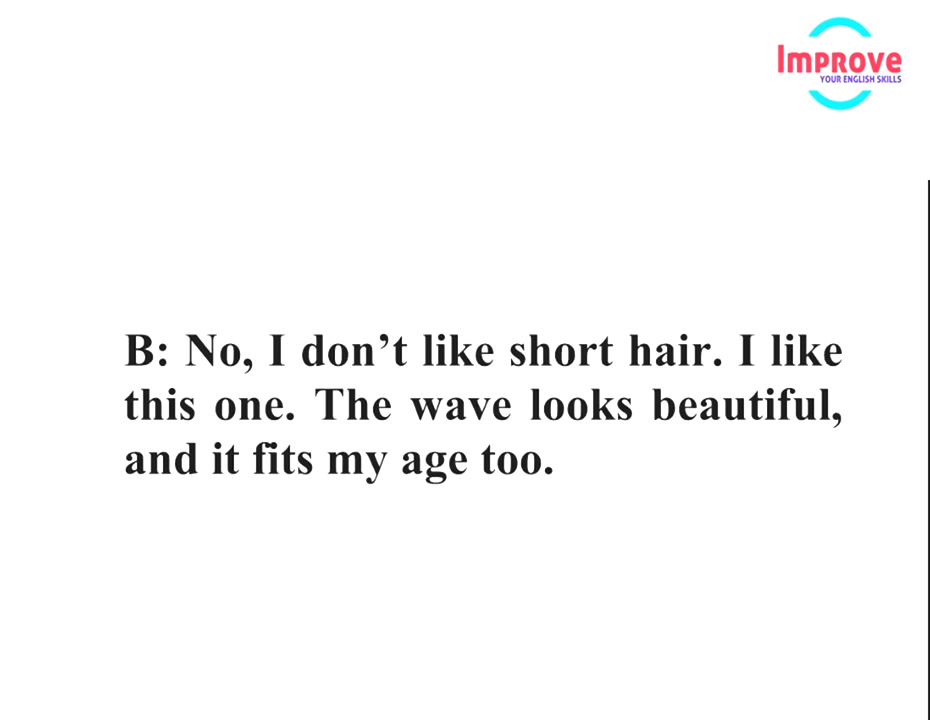 Improve
YOUR ENGLISH SKILLS
B: No, I don’t like short hair. I like
this one. The wave looks beautiful,
and it fits my age too.